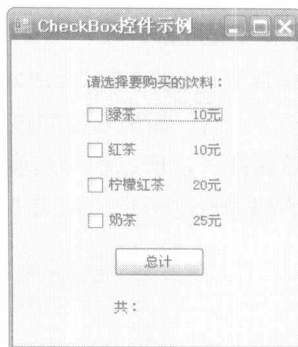 CheckBox控件示例
请选择要购买的饮料：
绿茶 10元
红茶 10元
柠檬红茶 20元
奶茶 25元
总计
共：